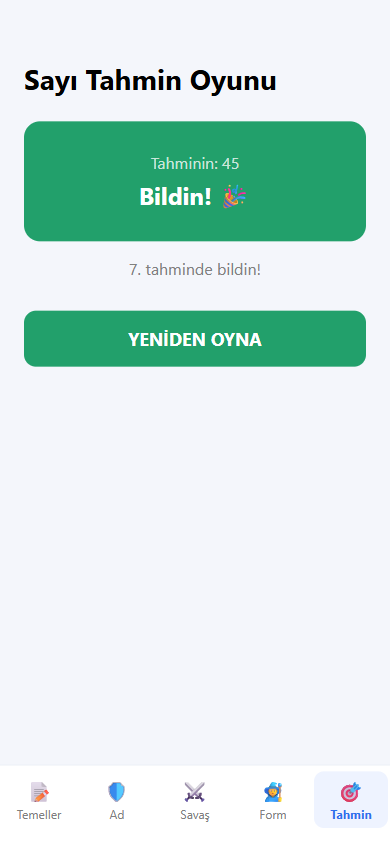 Sayı Tahmin Oyunu
Tahminin: 45
Bildin! 🎉
7. tahminde bildin!
YENİDEN OYNA
Temeller
Ad
Savaş
Form
Tahmin